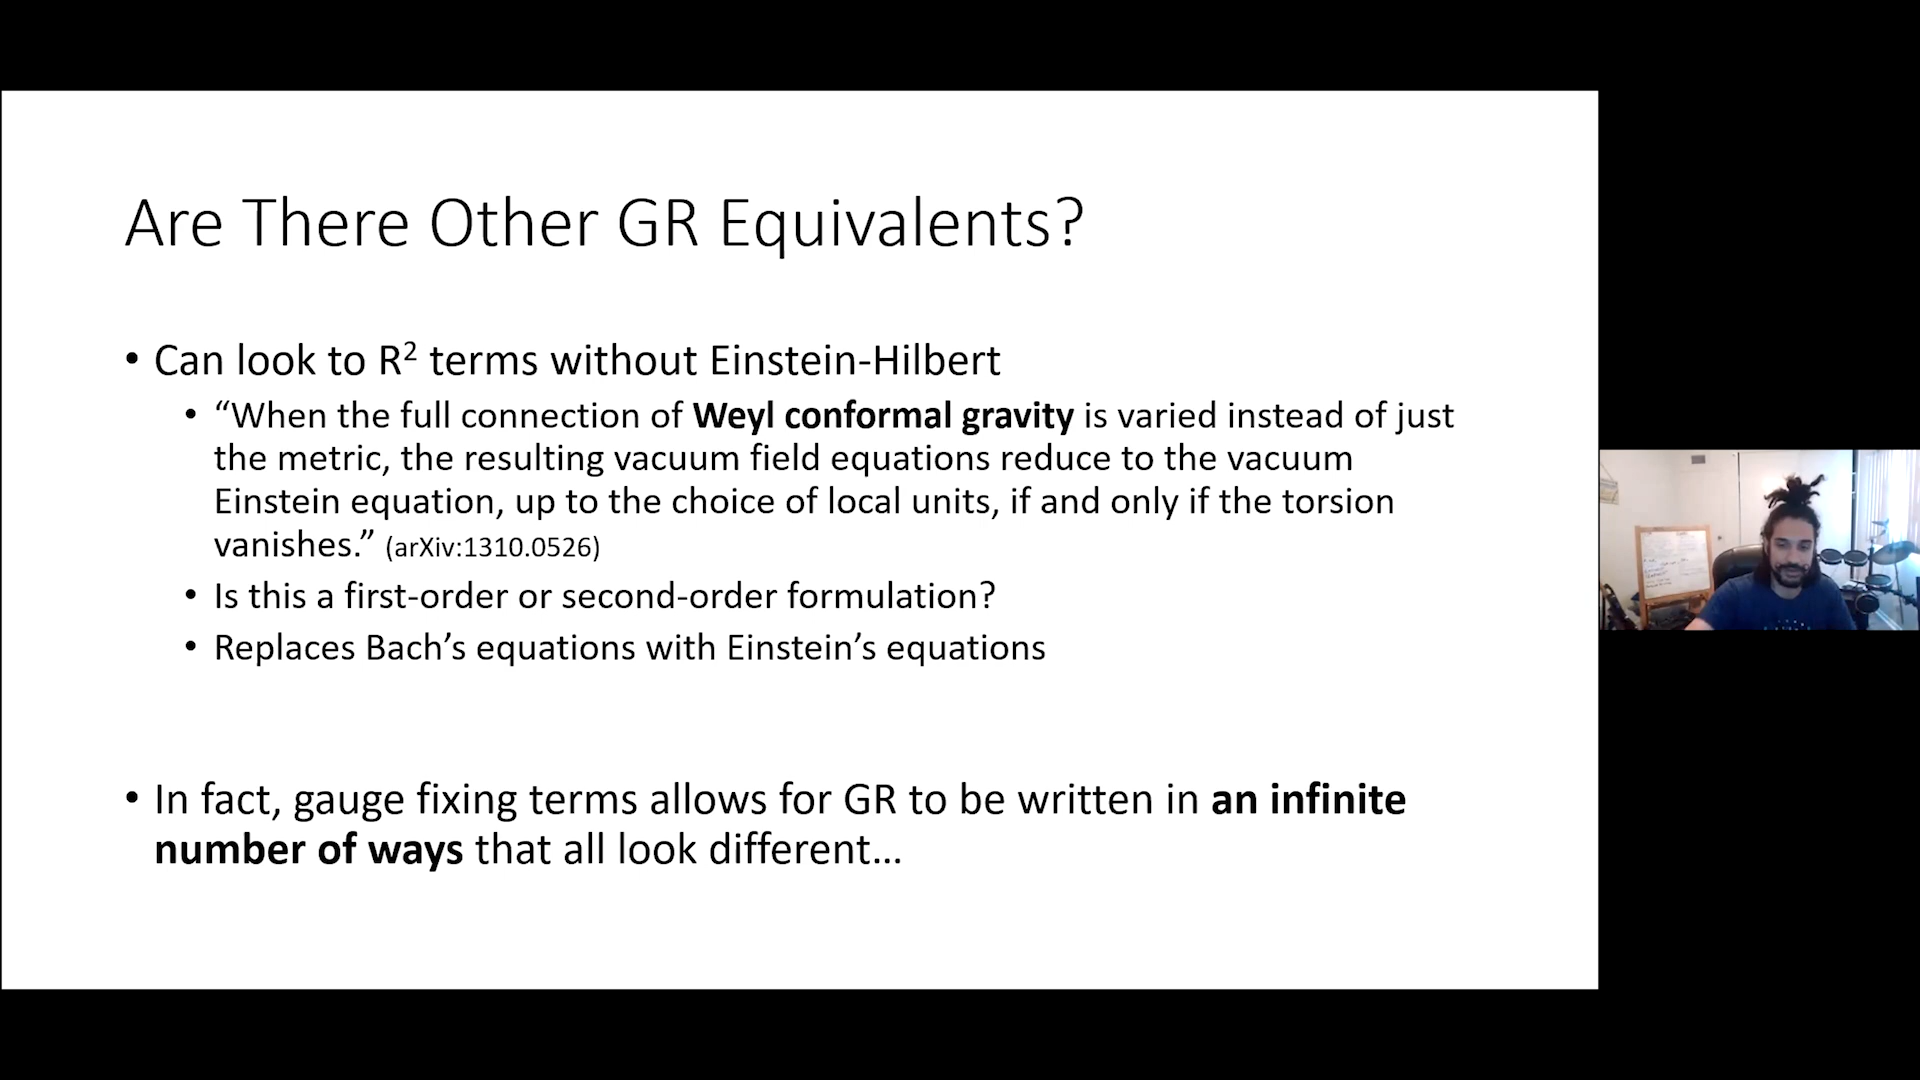 Are There Other GR Equivalents?
• Can look to R² terms without Einstein-Hilbert
• “When the full connection of Weyl conformal gravity is varied instead of just
the metric, the resulting vacuum field equations reduce to the vacuum
Einstein equation, up to the choice of local units, if and only if the torsion
vanishes.” (arXiv:1310.0526)
• Is this a first-order or second-order formulation?
• Replaces Bach’s equations with Einstein’s equations
• In fact, gauge fixing terms allows for GR to be written in an infinite
number of ways that all look different…